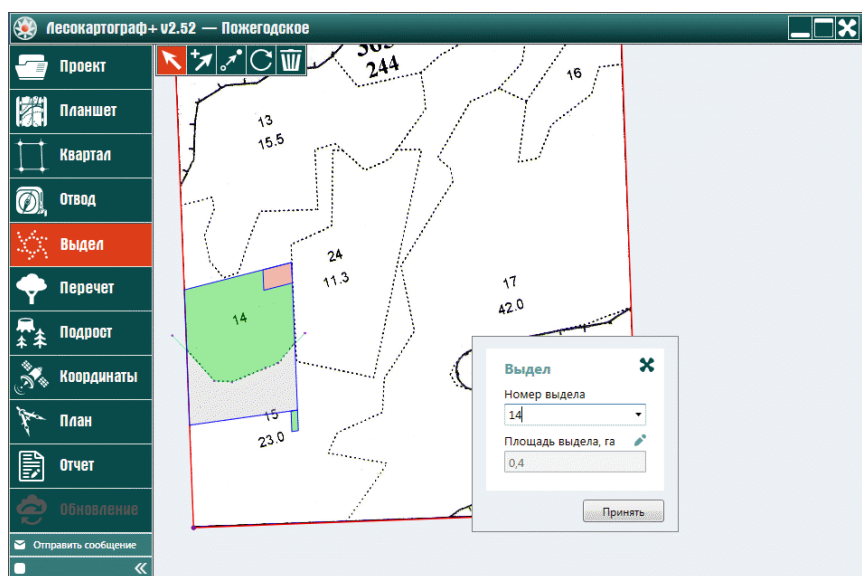 Лесокартограф+ v2.52 — Пожегодское
Проект
Планшет
Квартал
Отвод
Выдел
Перечет
Подрост
Координаты
План
Отчет
Обновление
Отправить сообщение
244
16
13
15.5
24
11.3
17
42.0
14
15
23.0
Выдел
Номер выдела
14
Площадь выдела, га
0,4
Принять